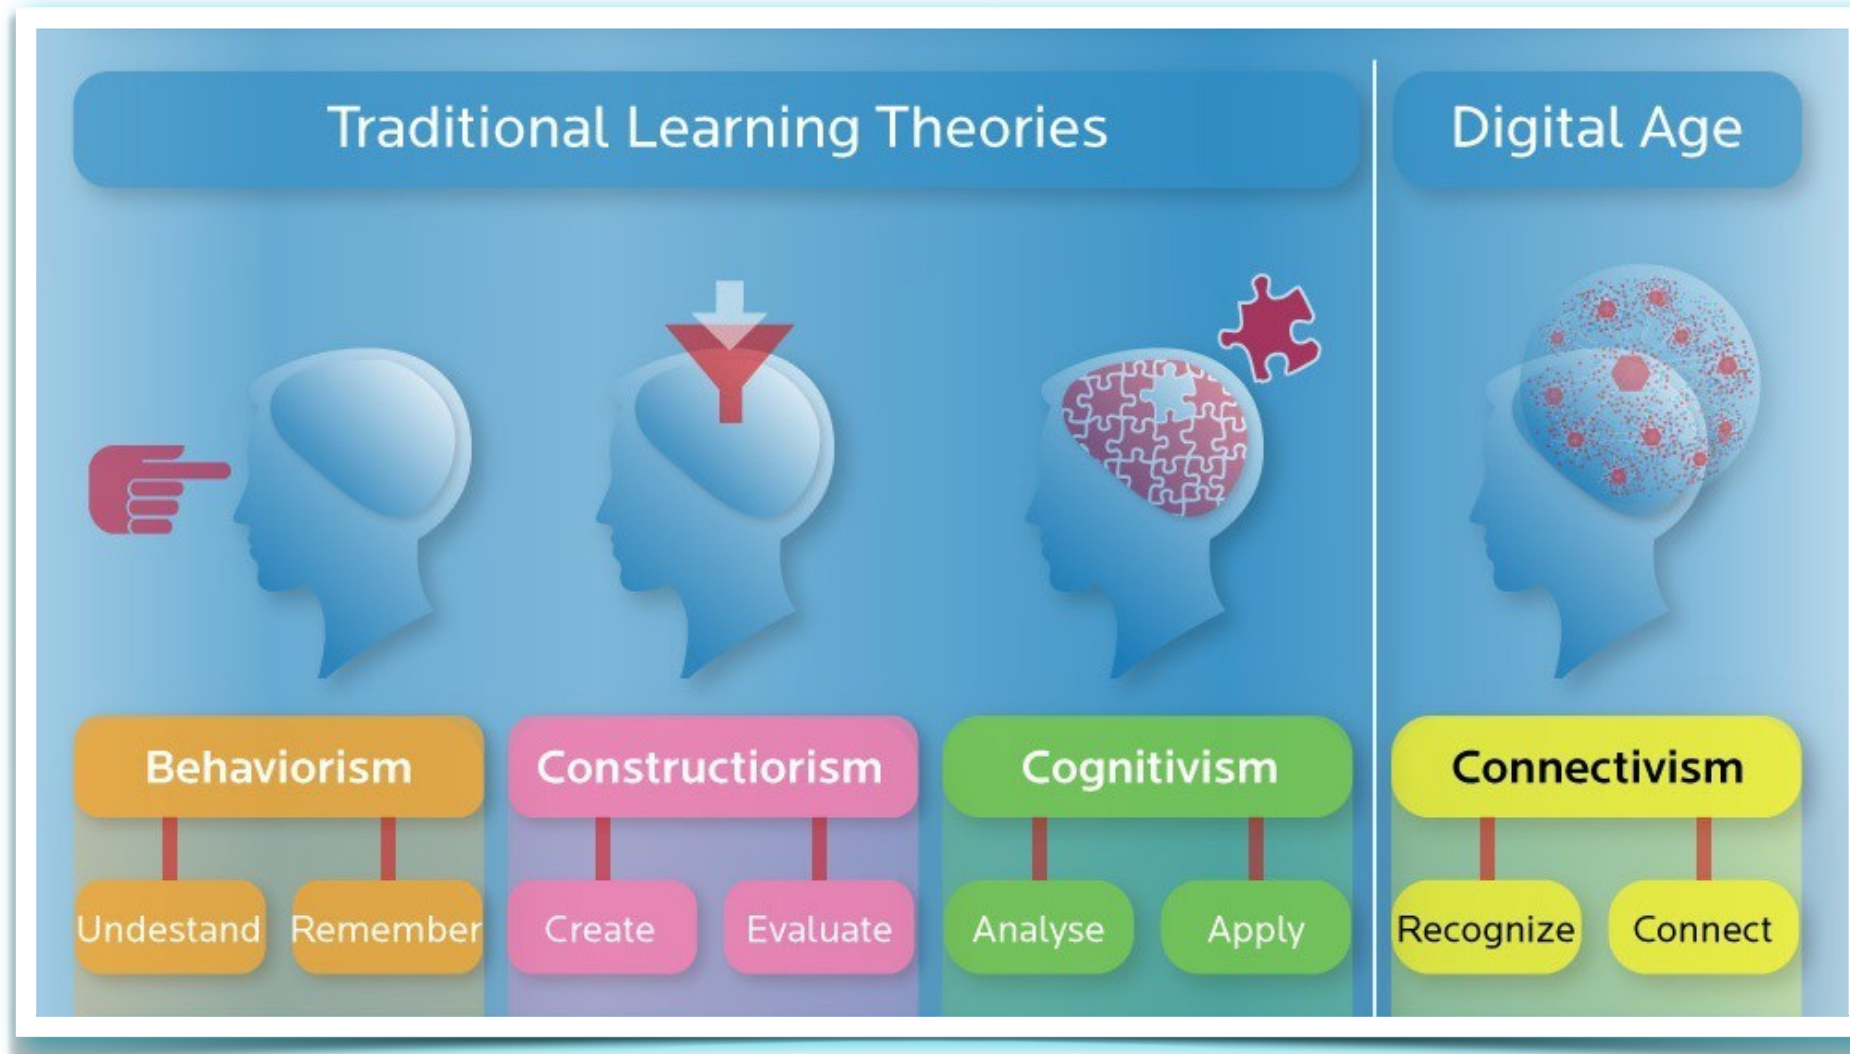 Traditional Learning Theories
Digital Age
Behaviorism
Constructiorism
Cognitivism
Connectivism
Undestand
Remember
Create
Evaluate
Analyse
Apply
Recognize
Connect